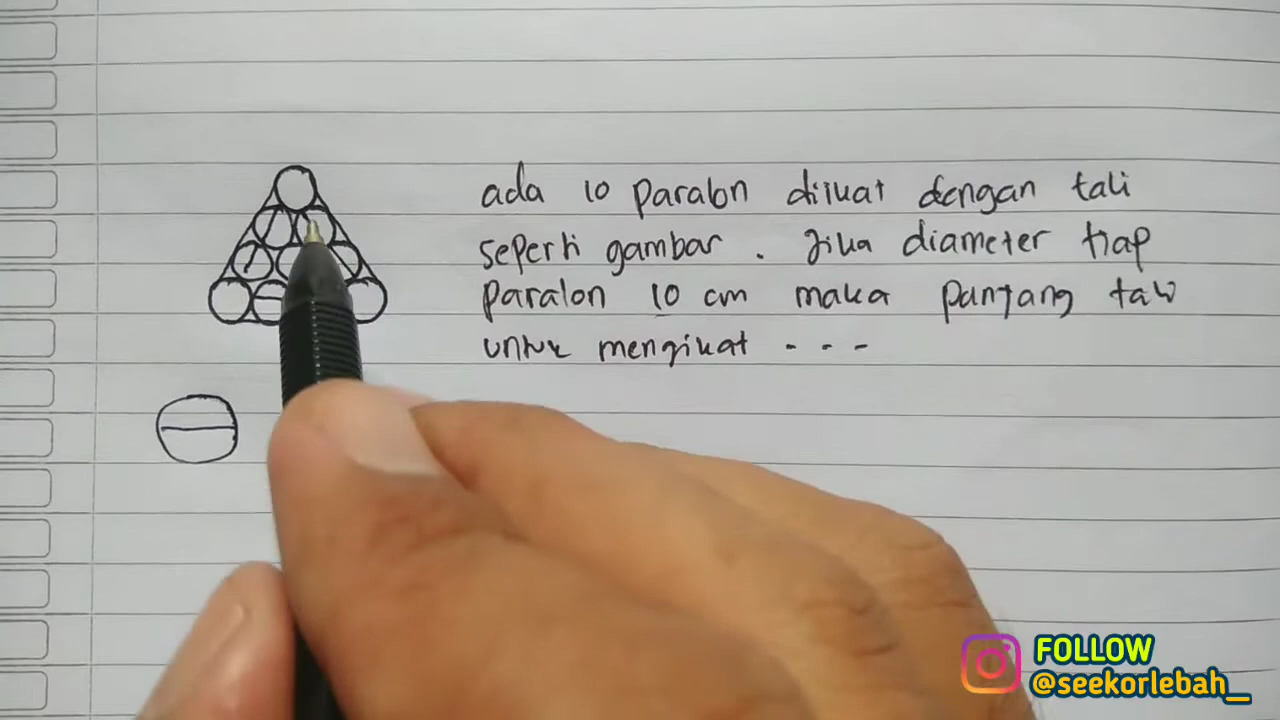 ada 10 paralon diikat dengan tali
seperti gambar . Jika diameter tiap
paralon 10 cm maka panjang tali
untuk mengikat - - -
FOLLOW
@seekorlebah_